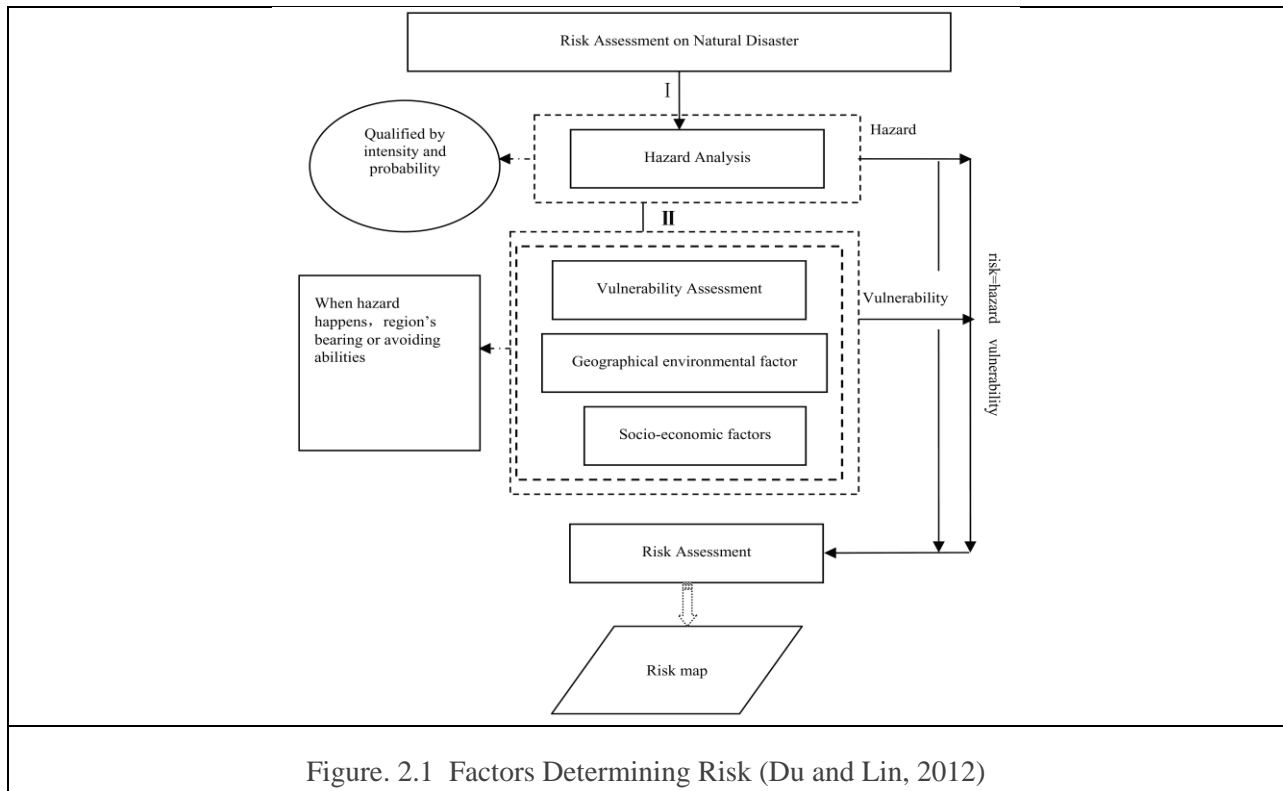 Risk Assessment on Natural Disaster
I
Qualified by
intensity and
probability
Hazard Analysis
Hazard
II
Vulnerability Assessment
Geographical environmental factor
Socio-economic factors
When hazard
happens，region's
bearing or avoiding
abilities
Vulnerability
risk=hazard vulnerability
Risk Assessment
Risk map
Figure. 2.1 Factors Determining Risk (Du and Lin, 2012)